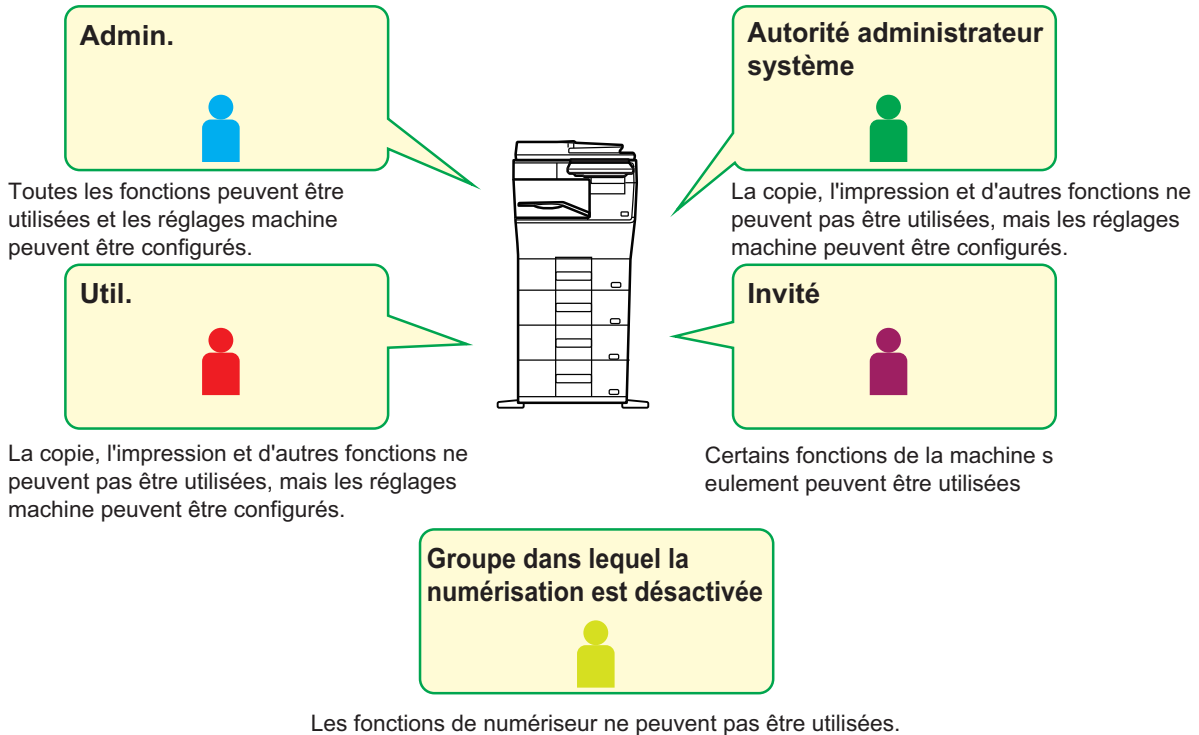 Admin.
Toutes les fonctions peuvent être
utilisées et les réglages machine
peuvent être configurés.
Autorité administrateur
système
La copie, l'impression et d'autres fonctions ne
peuvent pas être utilisées, mais les réglages
machine peuvent être configurés.
Util.
La copie, l'impression et d'autres fonctions ne
peuvent pas être utilisées, mais les réglages
machine peuvent être configurés.
Invité
Certains fonctions de la machine s
eulement peuvent être utilisées
Groupe dans lequel la
numérisation est désactivée
Les fonctions de numériseur ne peuvent pas être utilisées.